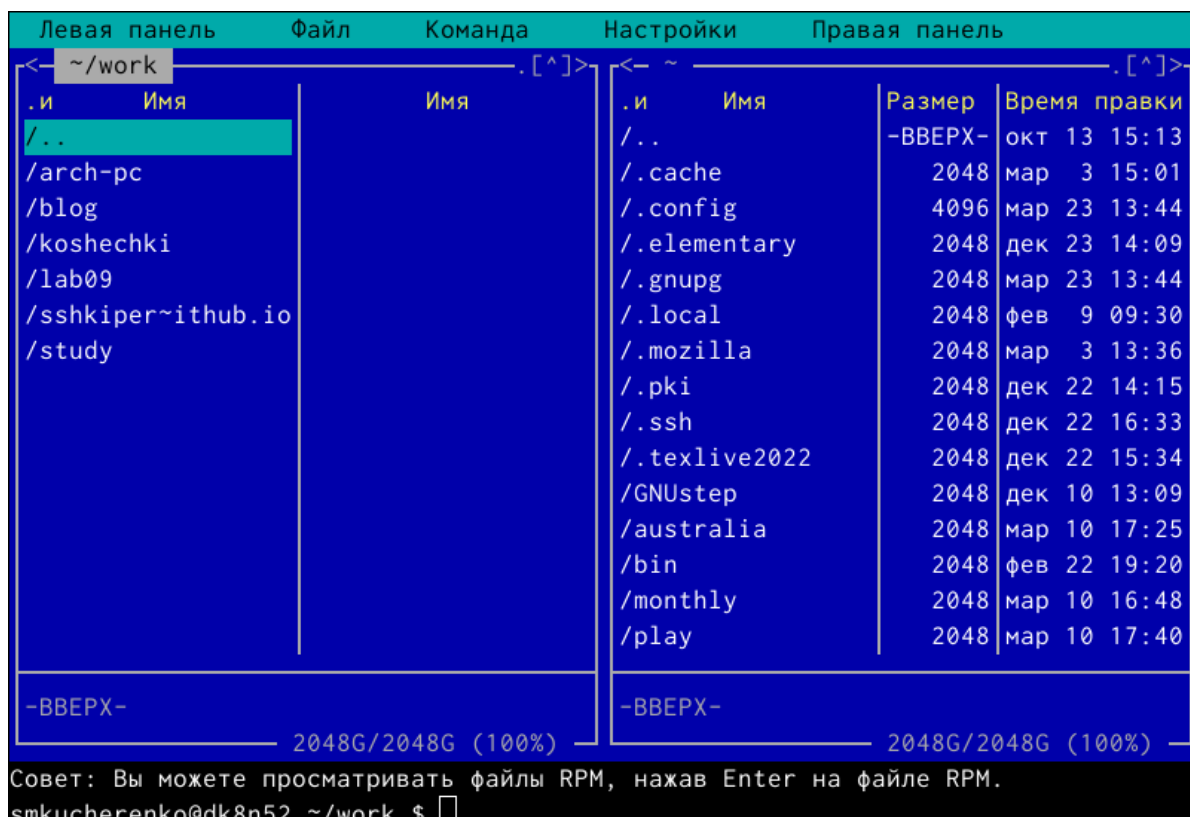 Левая панель Файл Команда Настройки Правая панель
<- ~/work .[^]> <- ~ .[^]>
.и Имя Имя .и Имя Размер Время правки
/.. /.. -ВВЕРХ- окт 13 15:13
/arch-pc /.cache 2048 мар 3 15:01
/blog /.config 4096 мар 23 13:44
/koshechki /.elementary 2048 дек 23 14:09
/lab09 /.gnupg 2048 мар 23 13:44
/sshkiper~ithub.io /.local 2048 фев 9 09:30
/study /.mozilla 2048 мар 3 13:36
/.pki 2048 дек 22 14:15
/.ssh 2048 дек 22 16:33
/.texlive2022 2048 дек 22 15:34
/GNUstep 2048 дек 10 13:09
/australia 2048 мар 10 17:25
/bin 2048 фев 22 19:20
/monthly 2048 мар 10 16:48
/play 2048 мар 10 17:40
-ВВЕРХ- -ВВЕРХ-
2048G/2048G (100%) 2048G/2048G (100%)
Совет: Вы можете просматривать файлы RPM, нажав Enter на файле RPM.
smkucherenko@dk8n52 ~/work $